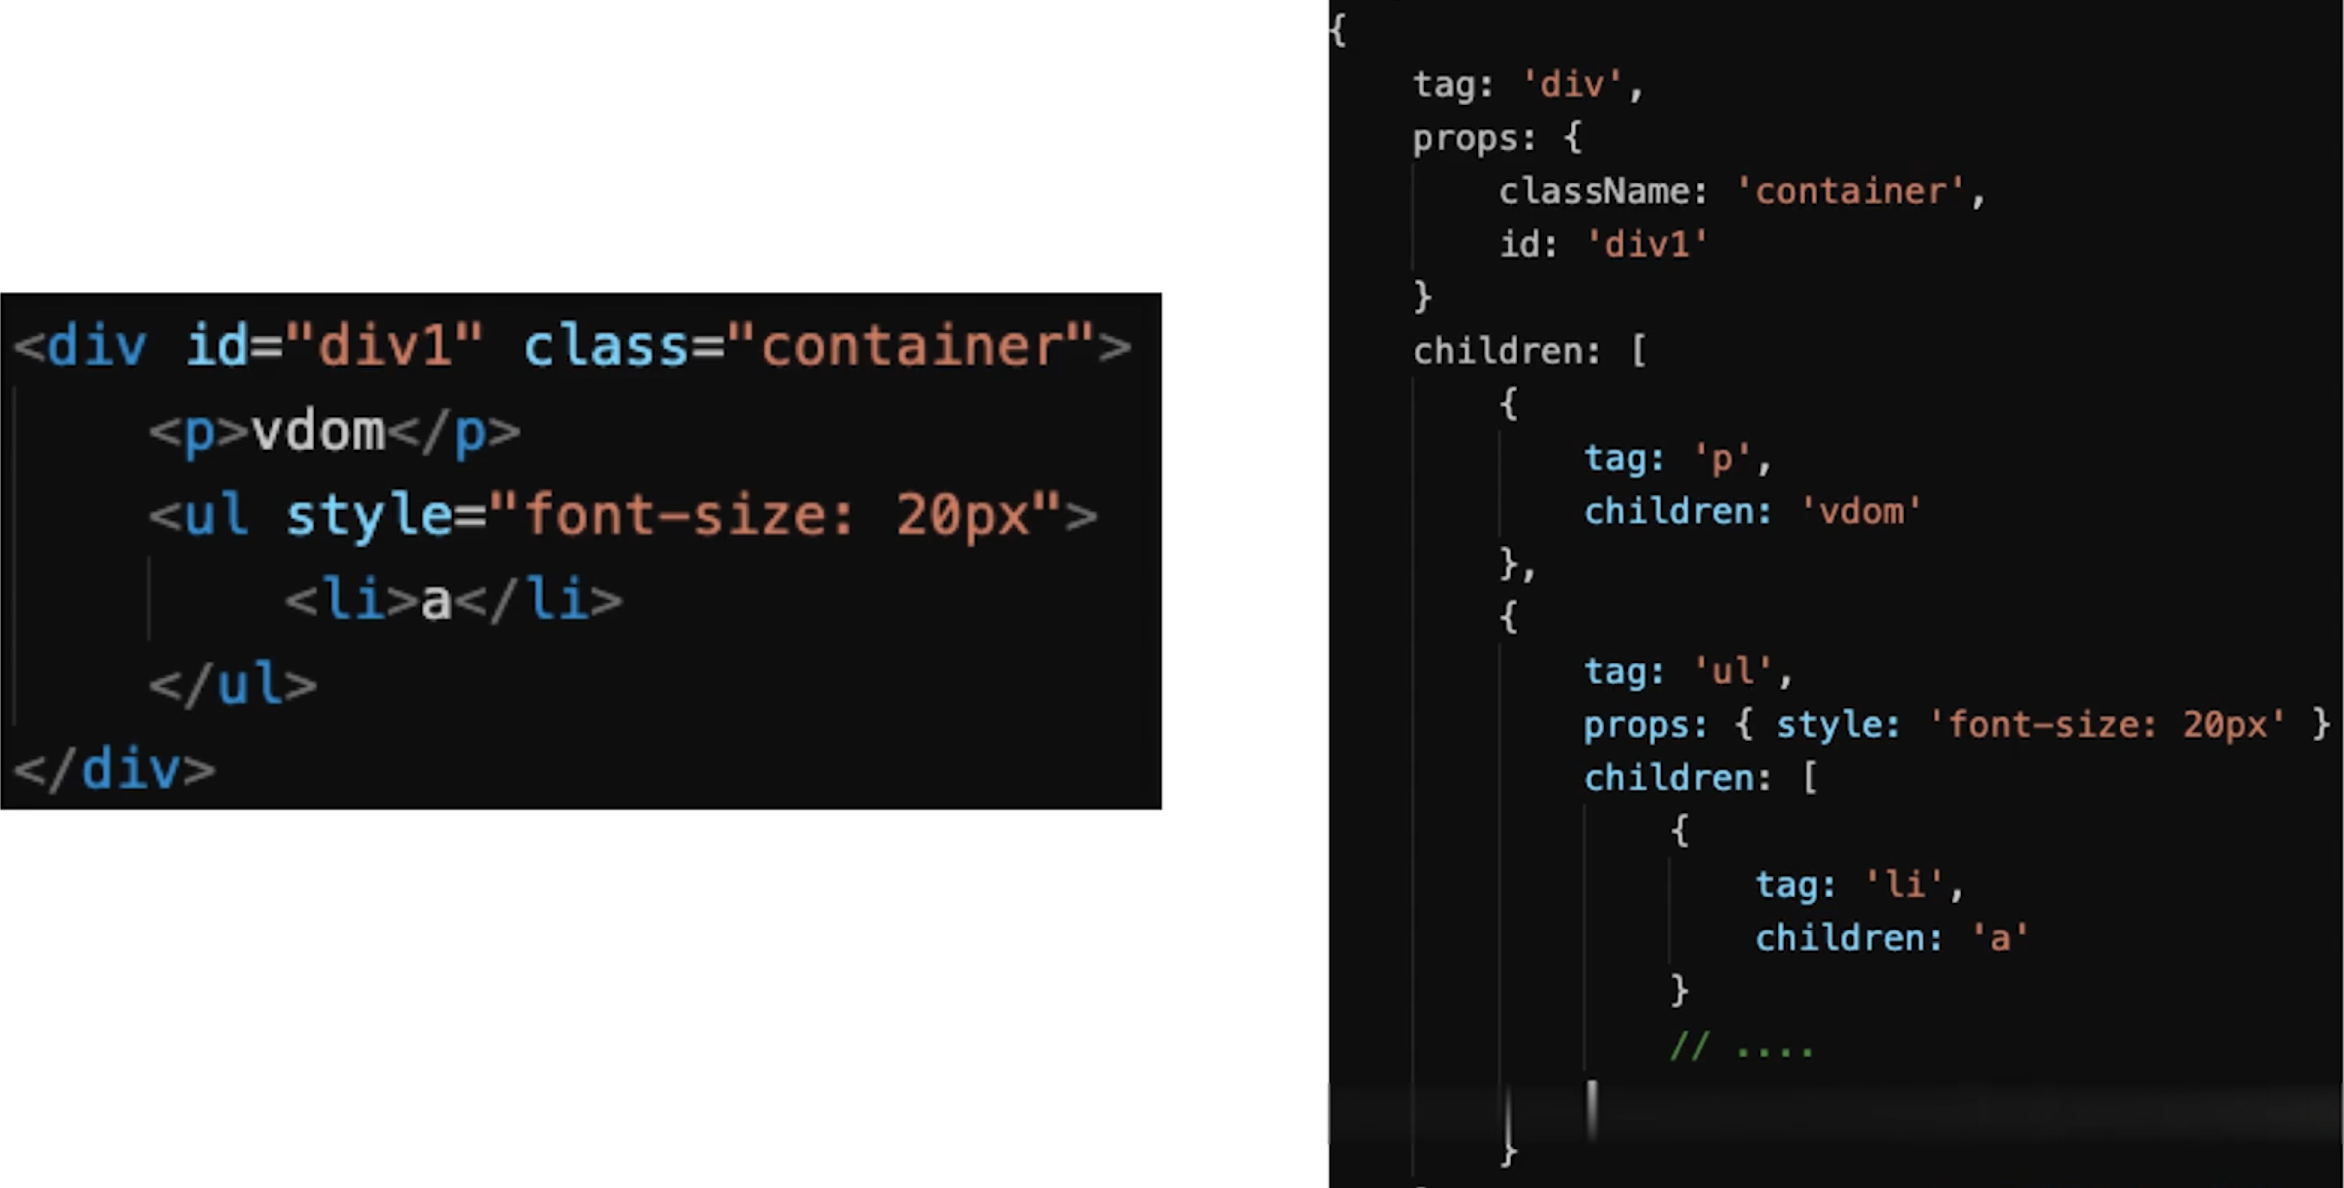 <div id="div1" class="container">
    <p>vdom</p>
    <ul style="font-size: 20px">
        <li>a</li>
    </ul>
</div>
{
    tag: 'div',
    props: {
        className: 'container',
        id: 'div1'
    }
    children: [
        {
            tag: 'p',
            children: 'vdom'
        },
        {
            tag: 'ul',
            props: { style: 'font-size: 20px' }
            children: [
                {
                    tag: 'li',
                    children: 'a'
                }
                // ....
        }